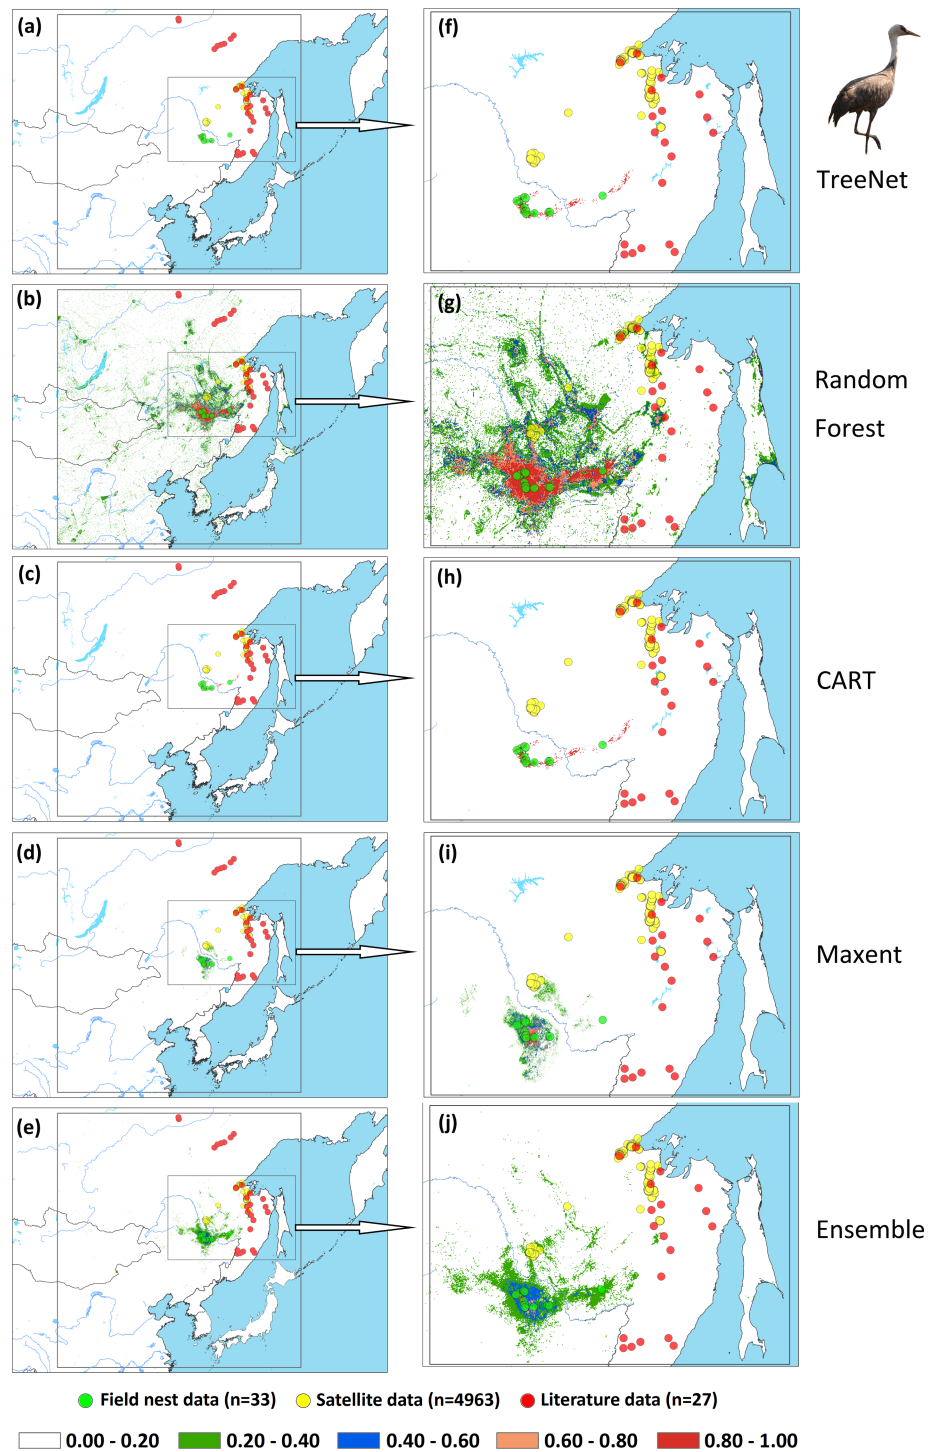 (a)
(f)
TreeNet
(b)
(g)
Random
Forest
(c)
(h)
CART
(d)
(i)
Maxent
(e)
(j)
Ensemble
Field nest data (n=33)
Satellite data (n=4963)
Literature data (n=27)
0.00 - 0.20
0.20 - 0.40
0.40 - 0.60
0.60 - 0.80
0.80 - 1.00